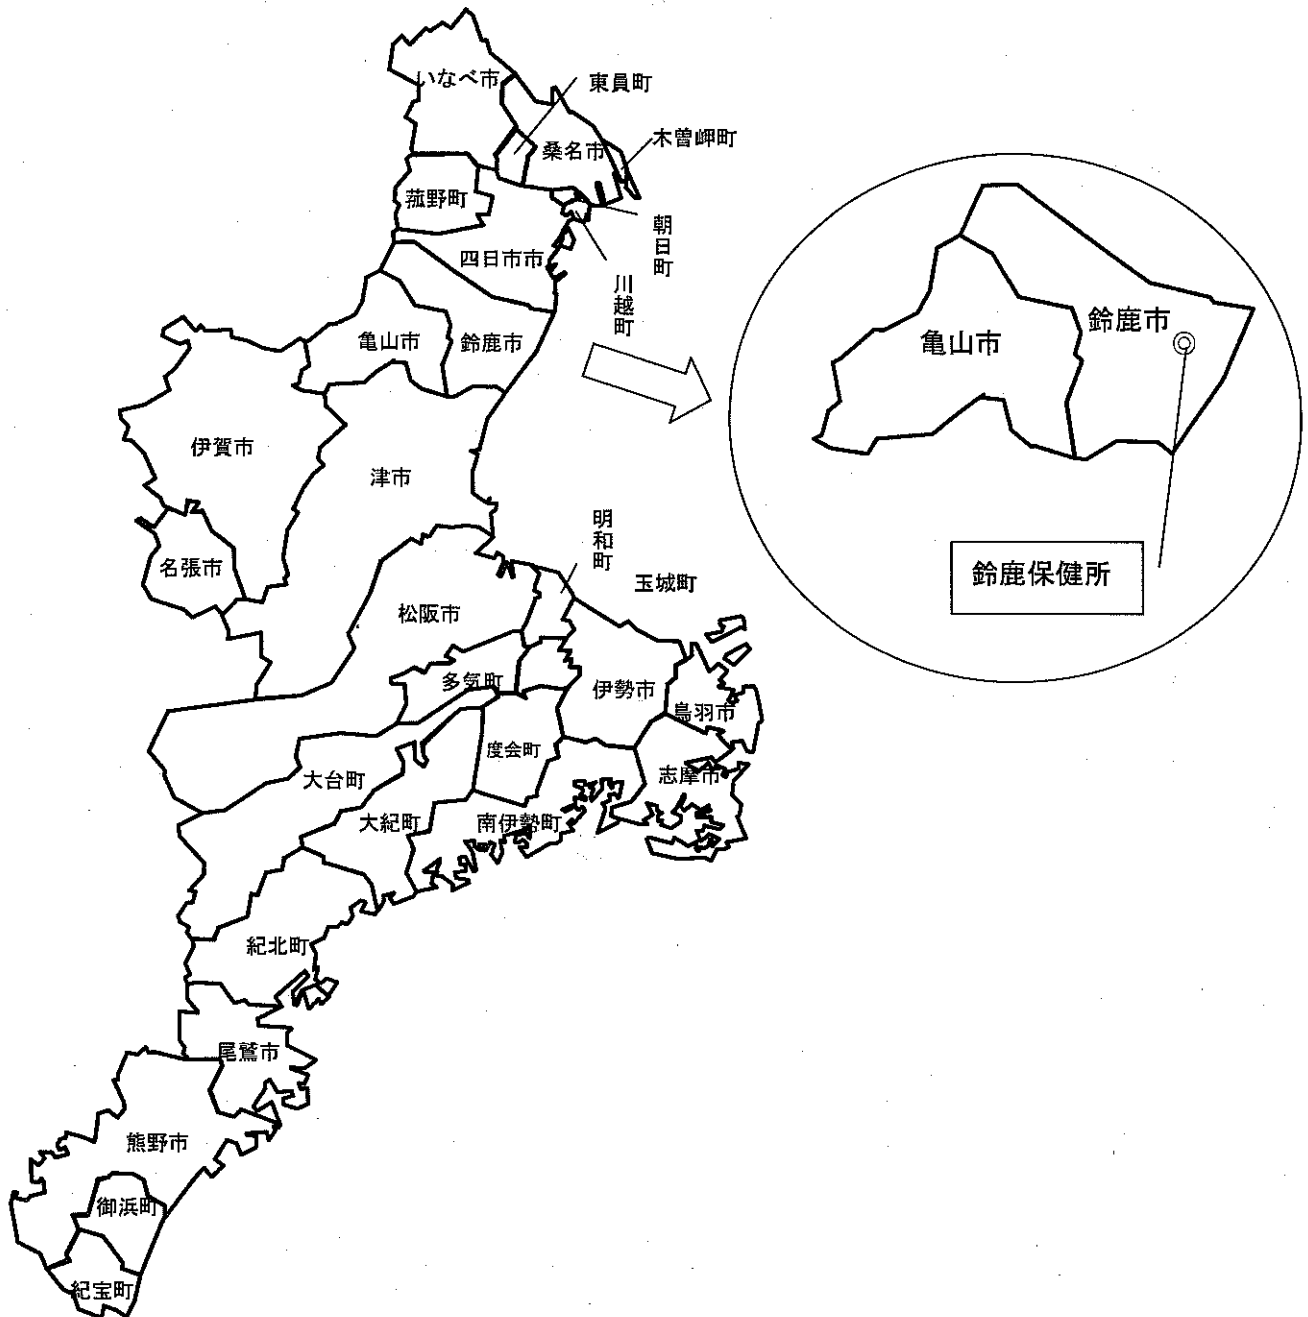 いなべ市
東員町
桑名市
木曽岬町
菰野町
朝日町
四日市市
川越町
亀山市
鈴鹿市
伊賀市
津市
名張市
明和町
玉城町
松阪市
多気町
伊勢市
鳥羽市
度会町
志摩市
大台町
大紀町
南伊勢町
紀北町
尾鷲市
熊野市
御浜町
紀宝町
亀山市
鈴鹿市
鈴鹿保健所